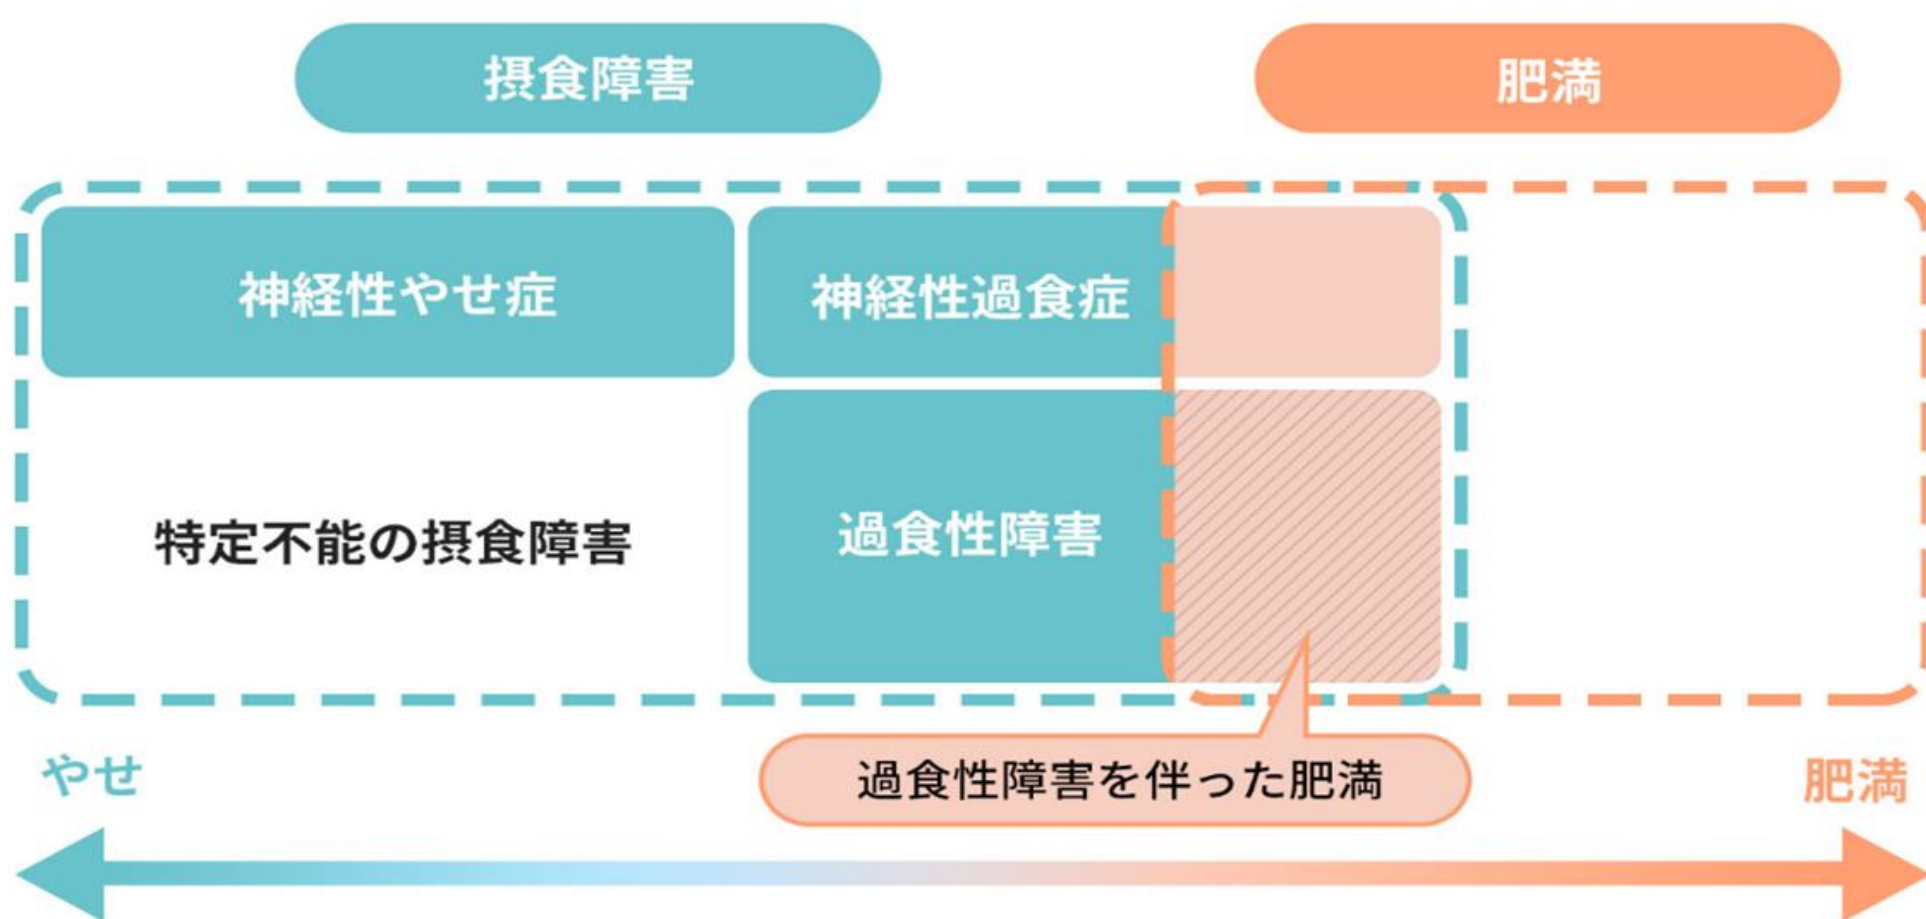 摂食障害
肥満
神経性やせ症
神経性過食症
特定不能の摂食障害
過食性障害
過食性障害を伴った肥満
やせ
肥満